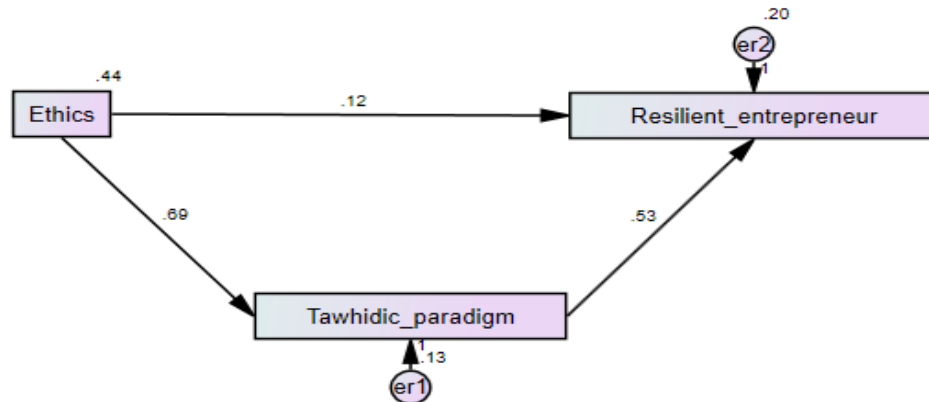 .20
er2
1
.44
Ethics
.12
Resilient_entrepreneur
.69
.53
Tawhidic_paradigm
1
.13
er1